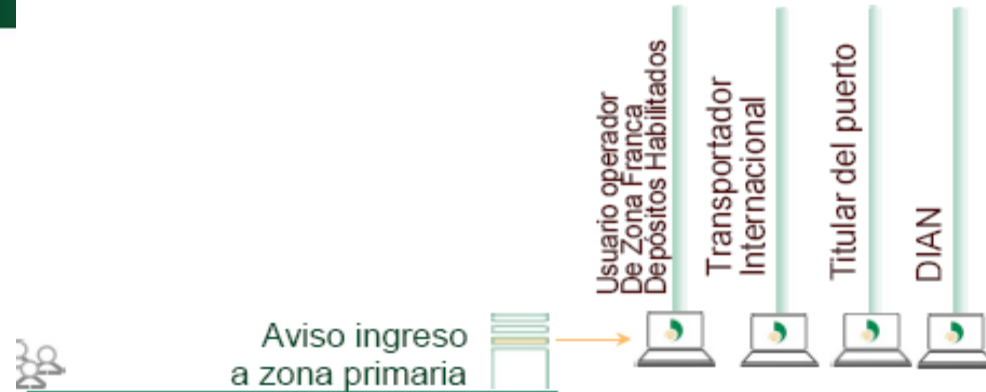 Usuario operador
De Zona Franca
Depósitos Habilitados
Transportador
Internacional
Titular del puerto
DIAN
Aviso ingreso
a zona primaria